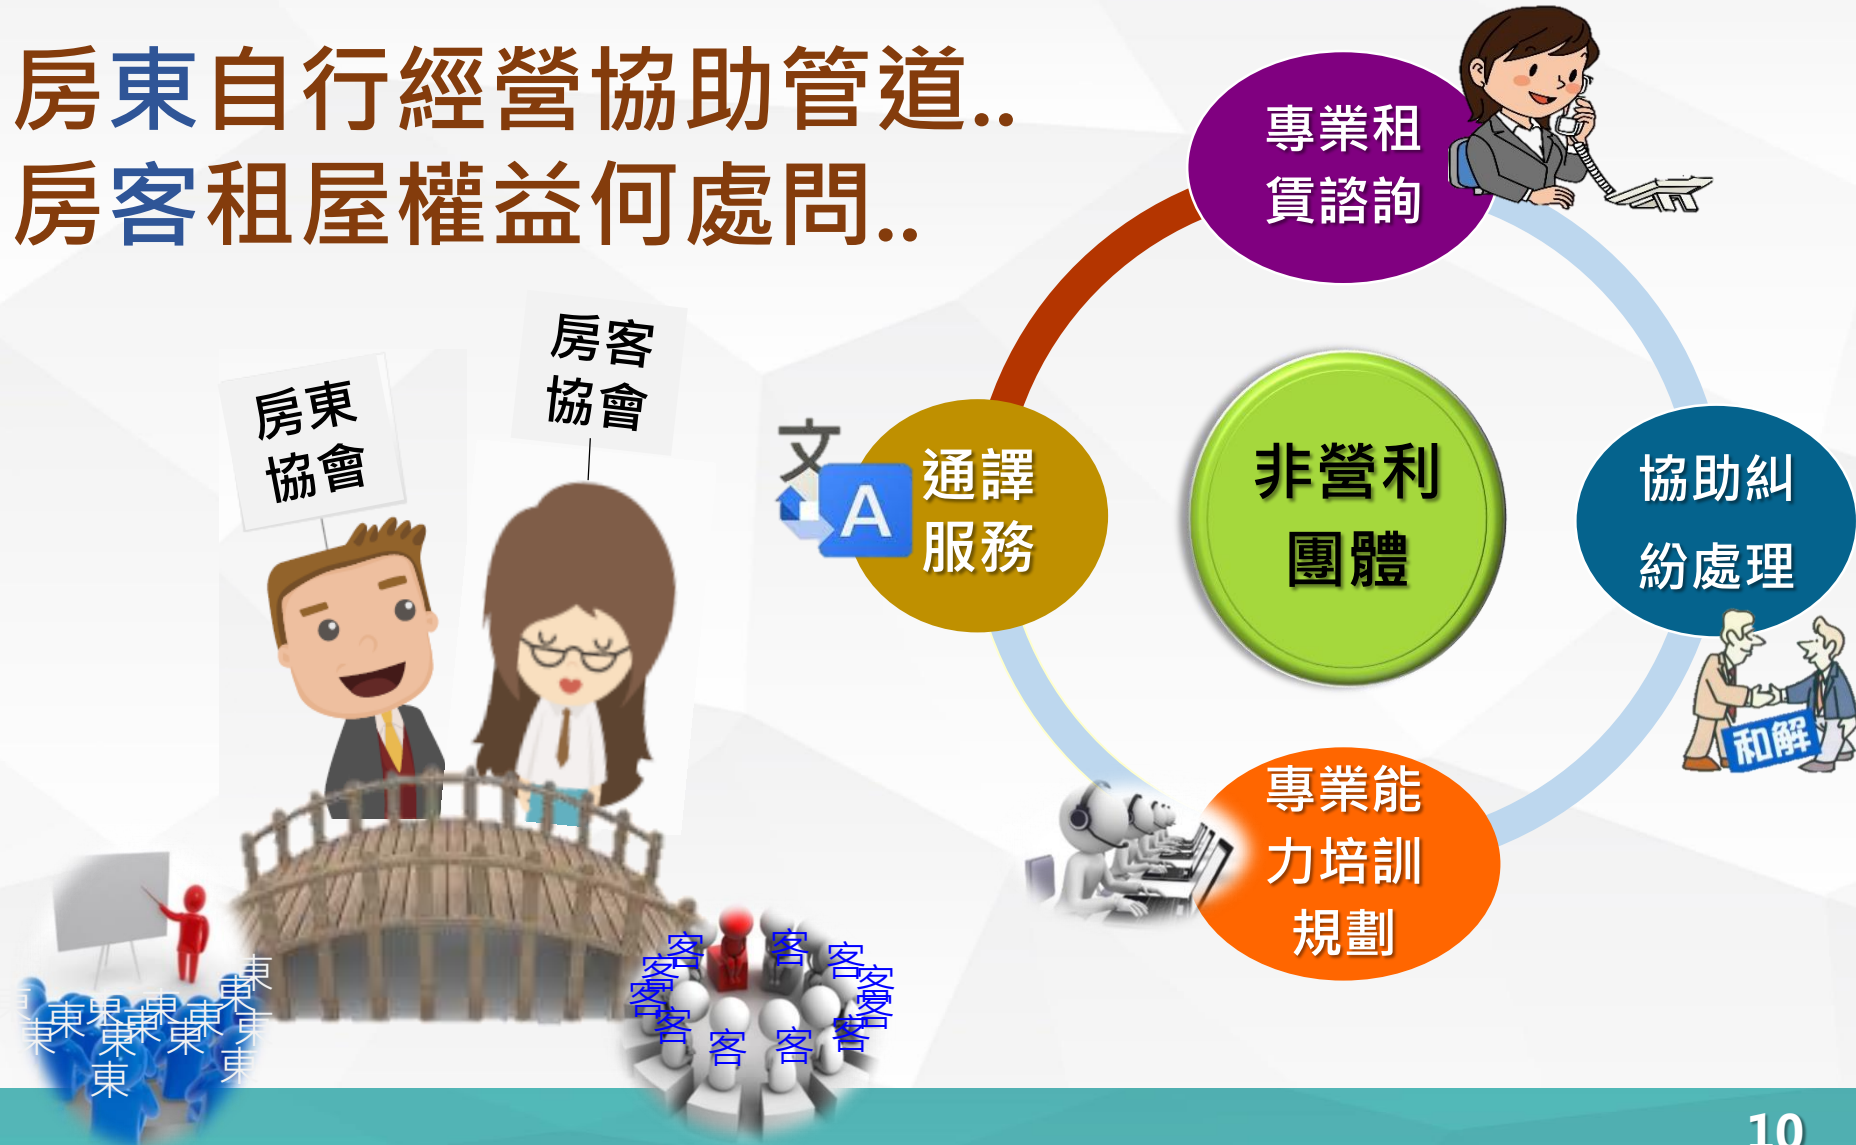 房東自行經營協助管道..
房客租屋權益何處問..
房東
協會
房客
協會
專業租
賃諮詢
文
A
通譯
服務
非營利
團體
協助糾
紛處理
和解
專業能
力培訓
規劃
東
東
東
東
東
東
東
東
東
東
東
東
客
客
客
客
客
客
客
客
客
客
客
10